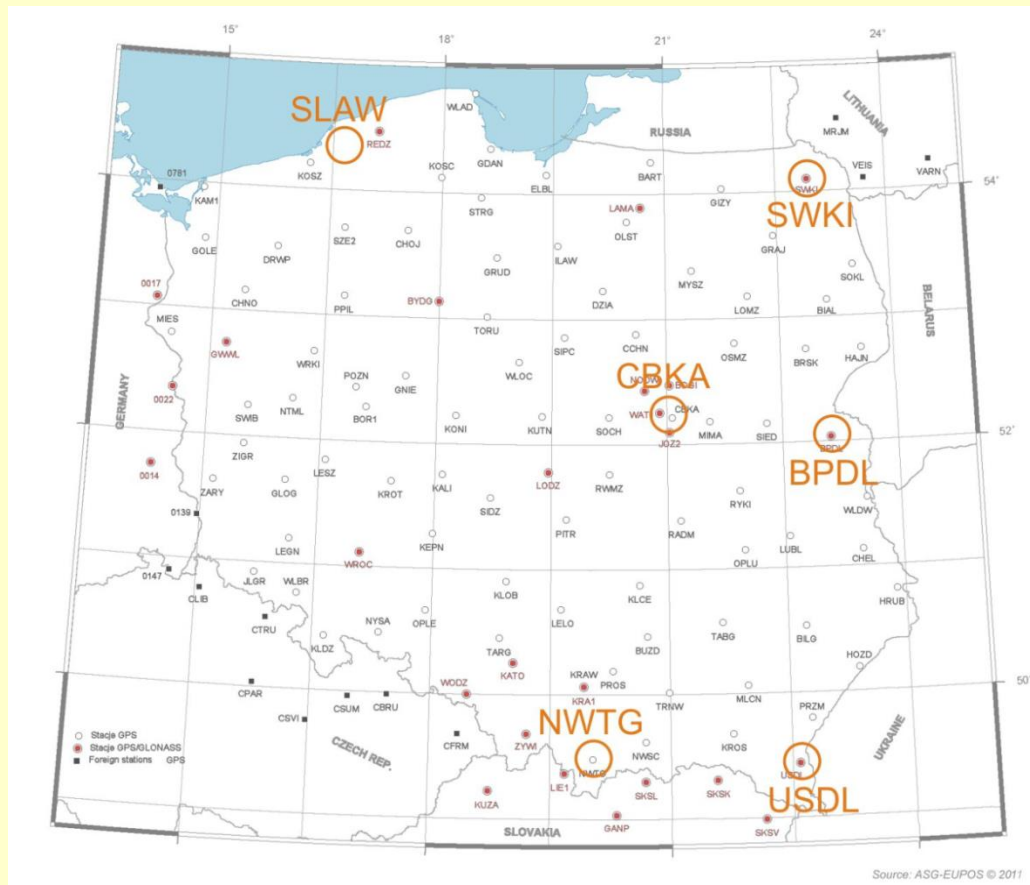 15°
18°
21°
24°
SLAW
WLAD
LITHUANIA
MRJM
REDZ
RUSSIA
KOSZ
KOSC
GDAN
ELBL
BART
VEIS
VARN
54°
0781
KAM1
SWKI
SWKI
STRG
LAMA
GIZY
OLST
GOLE
DRWP
SZE2
CHOJ
GRUD
ILAW
GRAJ
SOKL
MYSZ
0017
CHNO
PPIL
BYDG
DZIA
LOMZ
BIAL
BELARUS
MIES
TORU
GWWL
WRKI
SIPC
CCHN
OSMZ
BRSK
HAJN
WLOC
GERMANY
0022
POZN
GNIE
CBKA
SWIB
NTML
BOR1
KONI
KUTN
SOCH
WAT
CBKA
JOZ2
MIMA
SIED
52°
BPDL
BPDL
ZIGR
0014
LESZ
ZARY
GLOG
KROT
KALI
LODZ
RWMZ
SIDZ
RYKI
WLDW
0139
PITR
RADM
LEGN
WROC
KEPN
OPLU
LUBL
CHEL
0147
JLGR
WLBR
CLIB
KLOB
KLCE
HRUB
CTRU
KLDZ
NYSA
OPLE
LELO
TARG
BUZD
TABG
BILG
HOZD
KATO
KRAW
PROS
CPAR
WODZ
KRA1
TRNW
MLCN
50°
CSUM
CBRU
CSVI
PRZM
NWTG
Stacje GPS
Stacje GPS/GLONASS
Foreign stations GPS
CZECH REP.
CFRM
ZYWI
NWTG
NWSC
KROS
UKRAINE
USDL
USDL
LIE1
SKSL
SKSK
KUZA
GANP
SKSV
SLOVAKIA
Source: ASG-EUPOS © 2011